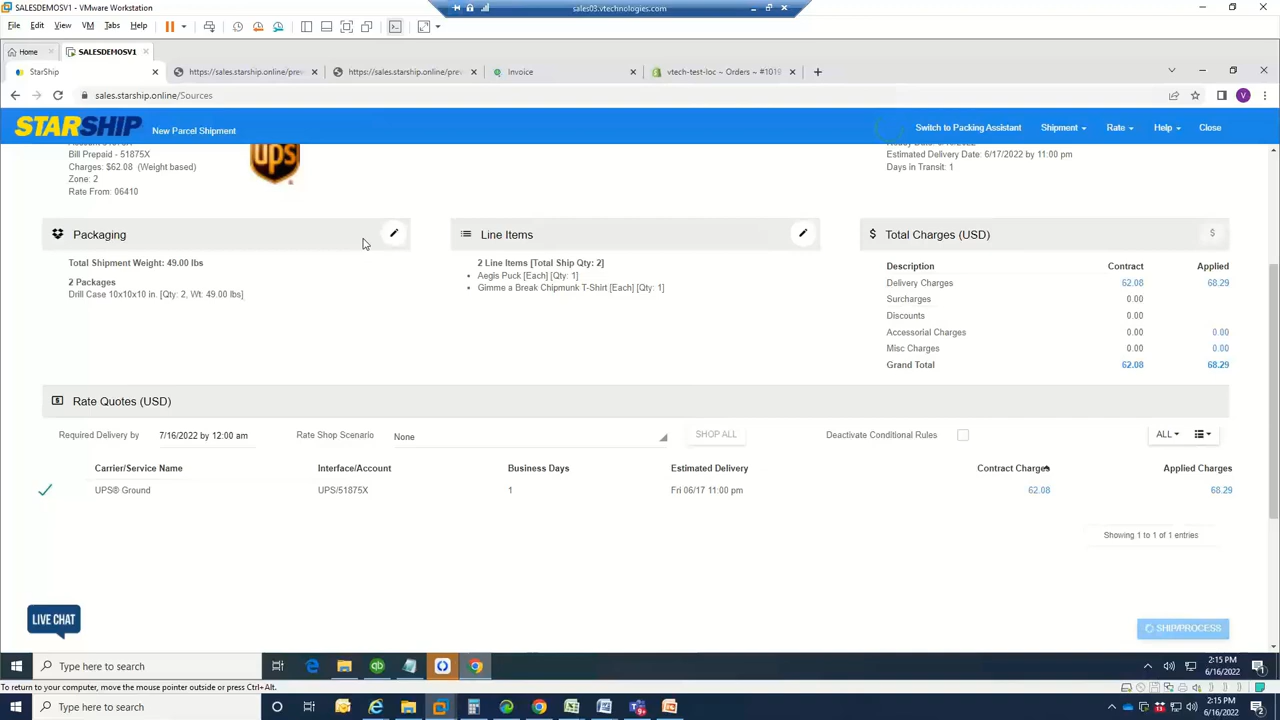 SALESDEMOSV1 - VMware Workstation
sales03.vtechnologies.com
File Edit View VM Tabs Help
Home SALESDEMOSV1
StarShip https://sales.starship.online/prev https://sales.starship.online/prev Invoice vtech-test-loc ~ Orders ~ #1019
sales.starship.online/Sources V
STARSHIP New Parcel Shipment Switch to Packing Assistant Shipment Rate Help Close
Bill Prepaid - 51875X
Charges: $62.08 (Weight based)
Zone: 2
Rate From: 06410
ups
Estimated Delivery Date: 6/17/2022 by 11:00 pm
Days in Transit: 1
Packaging
Total Shipment Weight: 49.00 lbs
2 Packages
Drill Case 10x10x10 in. [Qty: 2, Wt: 49.00 lbs]
Line Items
2 Line Items [Total Ship Qty: 2]
• Aegis Puck [Each] [Qty: 1]
• Gimme a Break Chipmunk T-Shirt [Each] [Qty: 1]
$ Total Charges (USD) $
Description Contract Applied
Delivery Charges 62.08 68.29
Surcharges 0.00
Discounts 0.00
Accessorial Charges 0.00 0.00
Misc Charges 0.00 0.00
Grand Total 62.08 68.29
Rate Quotes (USD)
Required Delivery by 7/16/2022 by 12:00 am Rate Shop Scenario None SHOP ALL Deactivate Conditional Rules ALL
Carrier/Service Name Interface/Account Business Days Estimated Delivery Contract Charges Applied Charges
UPS® Ground UPS/51875X 1 Fri 06/17 11:00 pm 62.08 68.29
Showing 1 to 1 of 1 entries
LIVE CHAT
SHIP/PROCESS
Type here to search 2:15 PM
6/16/2022
To return to your computer, move the mouse pointer outside or press Ctrl+Alt.
Type here to search 2:15 PM
6/16/2022